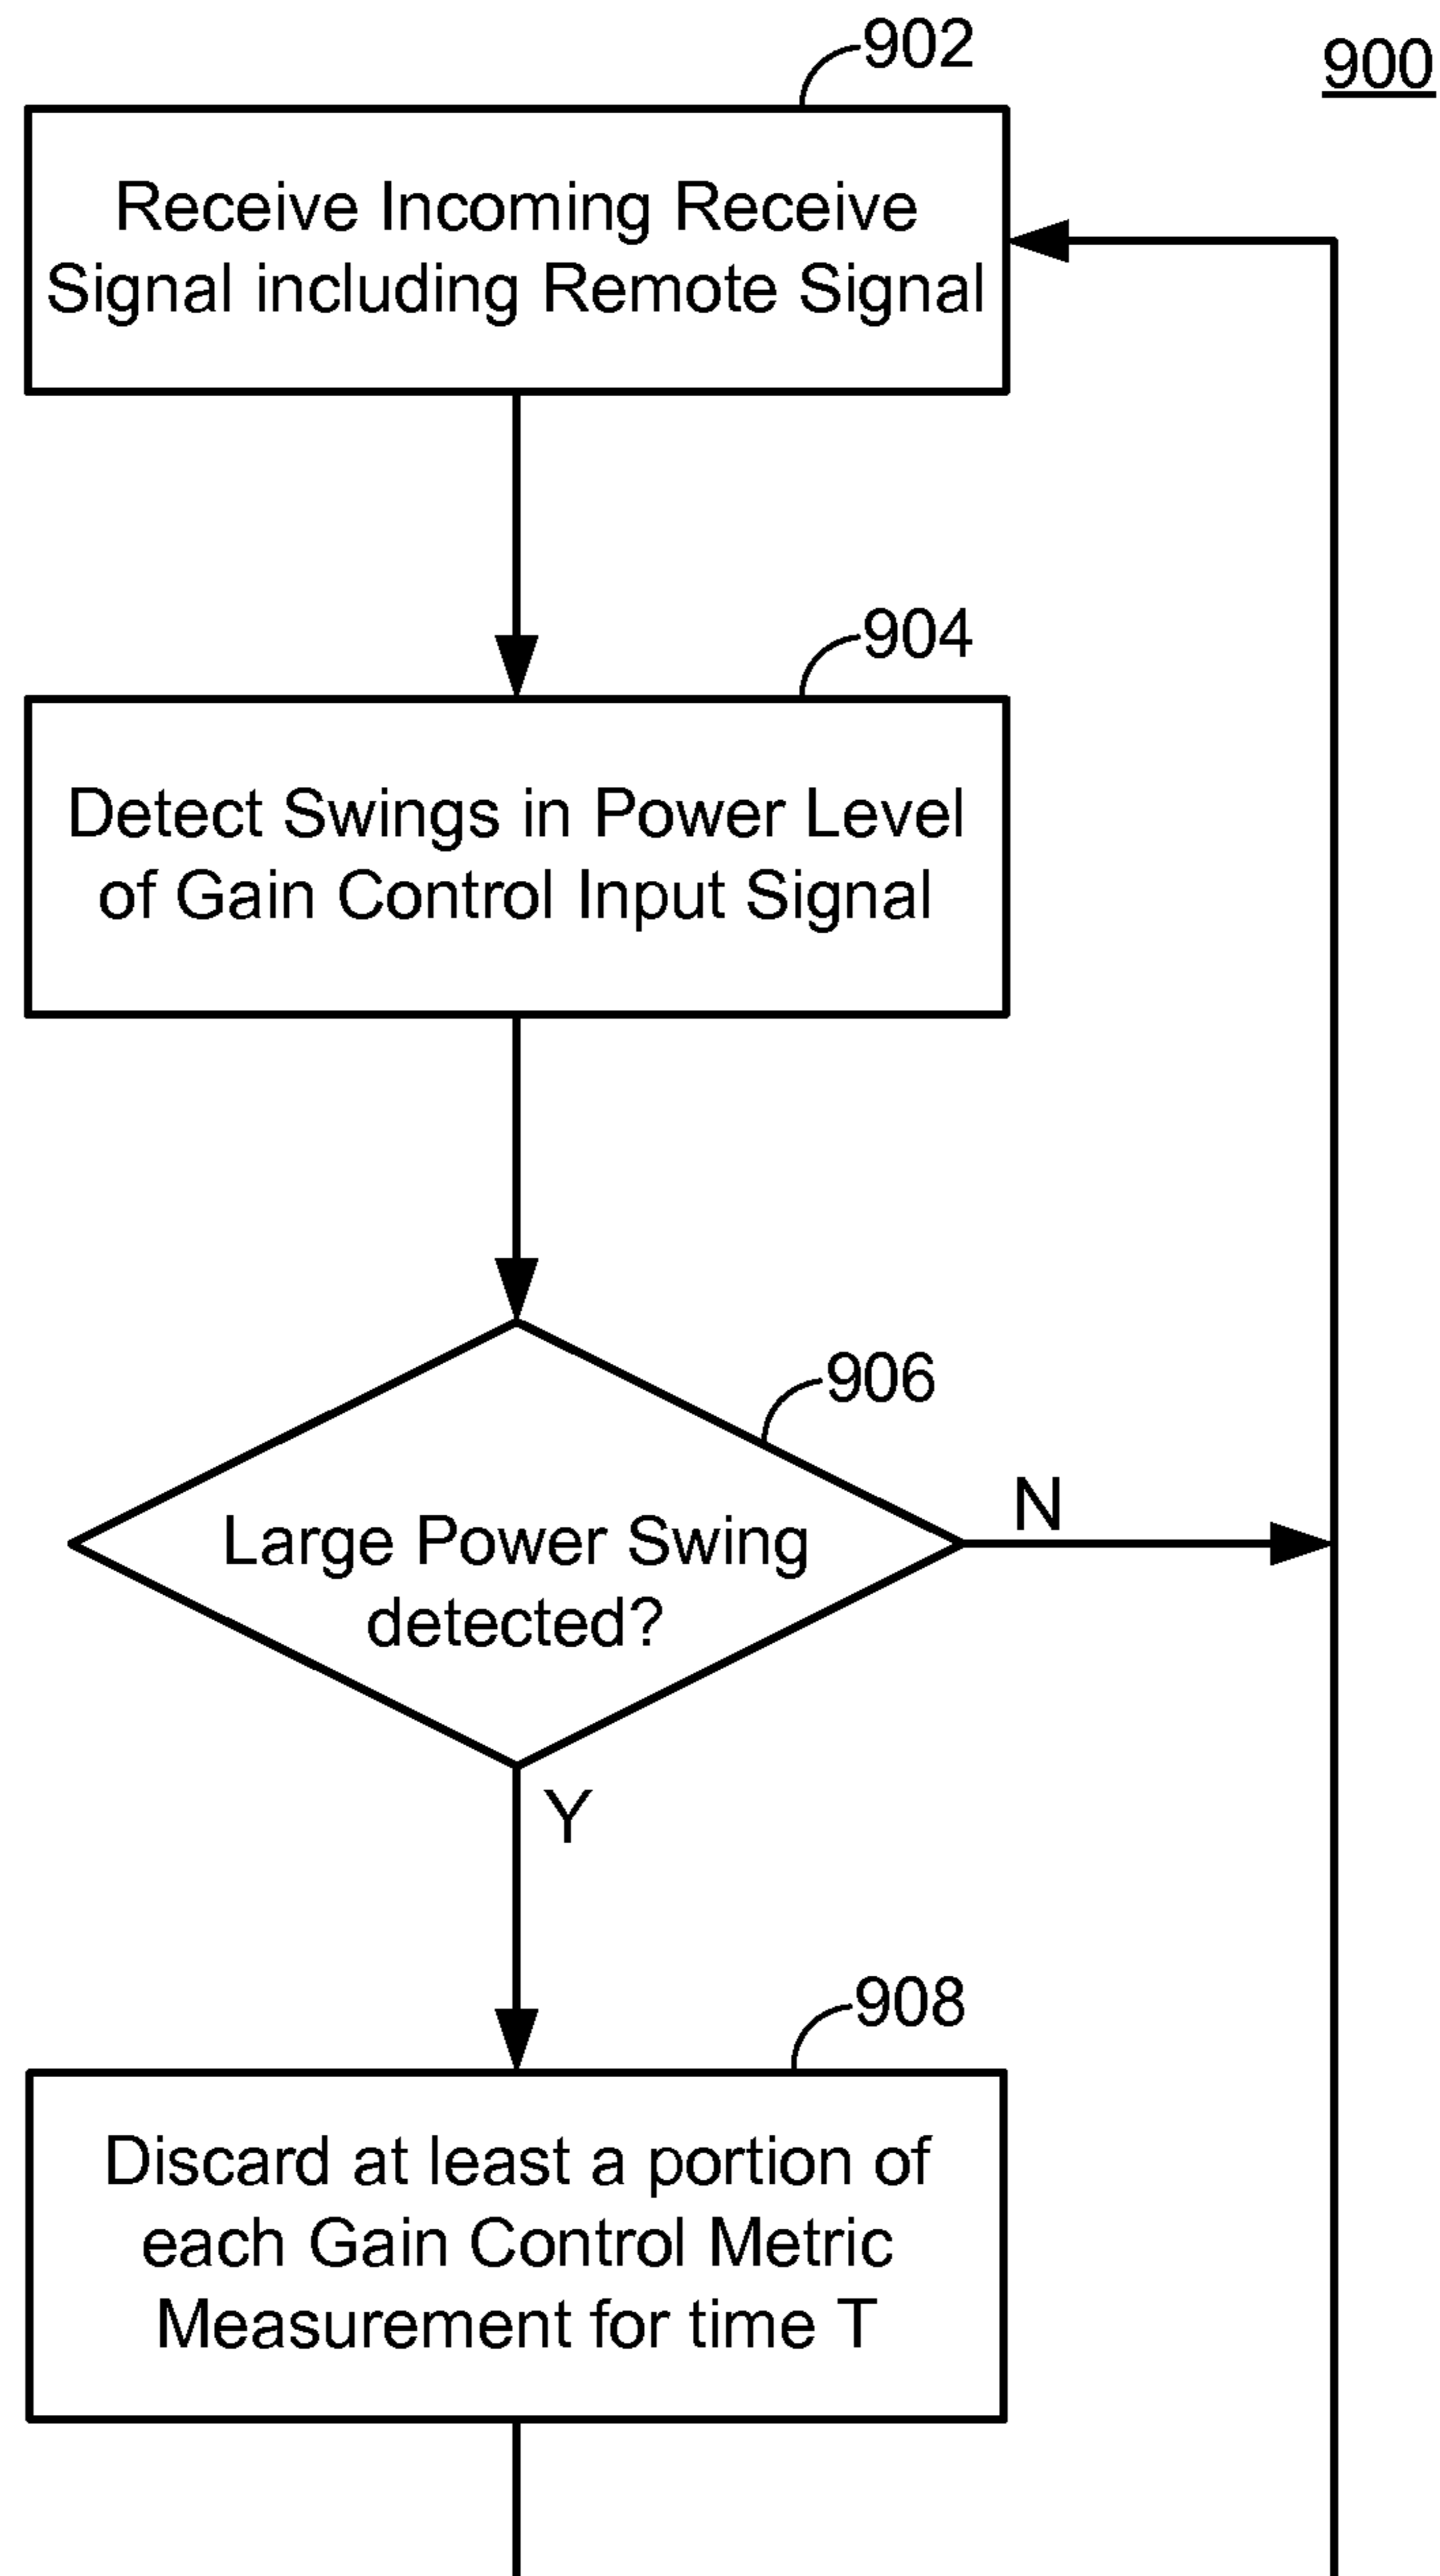 902
900
Receive Incoming Receive
Signal including Remote Signal
904
Detect Swings in Power Level
of Gain Control Input Signal
906
N
Large Power Swing
detected?
Y
908
Discard at least a portion of
each Gain Control Metric
Measurement for time T